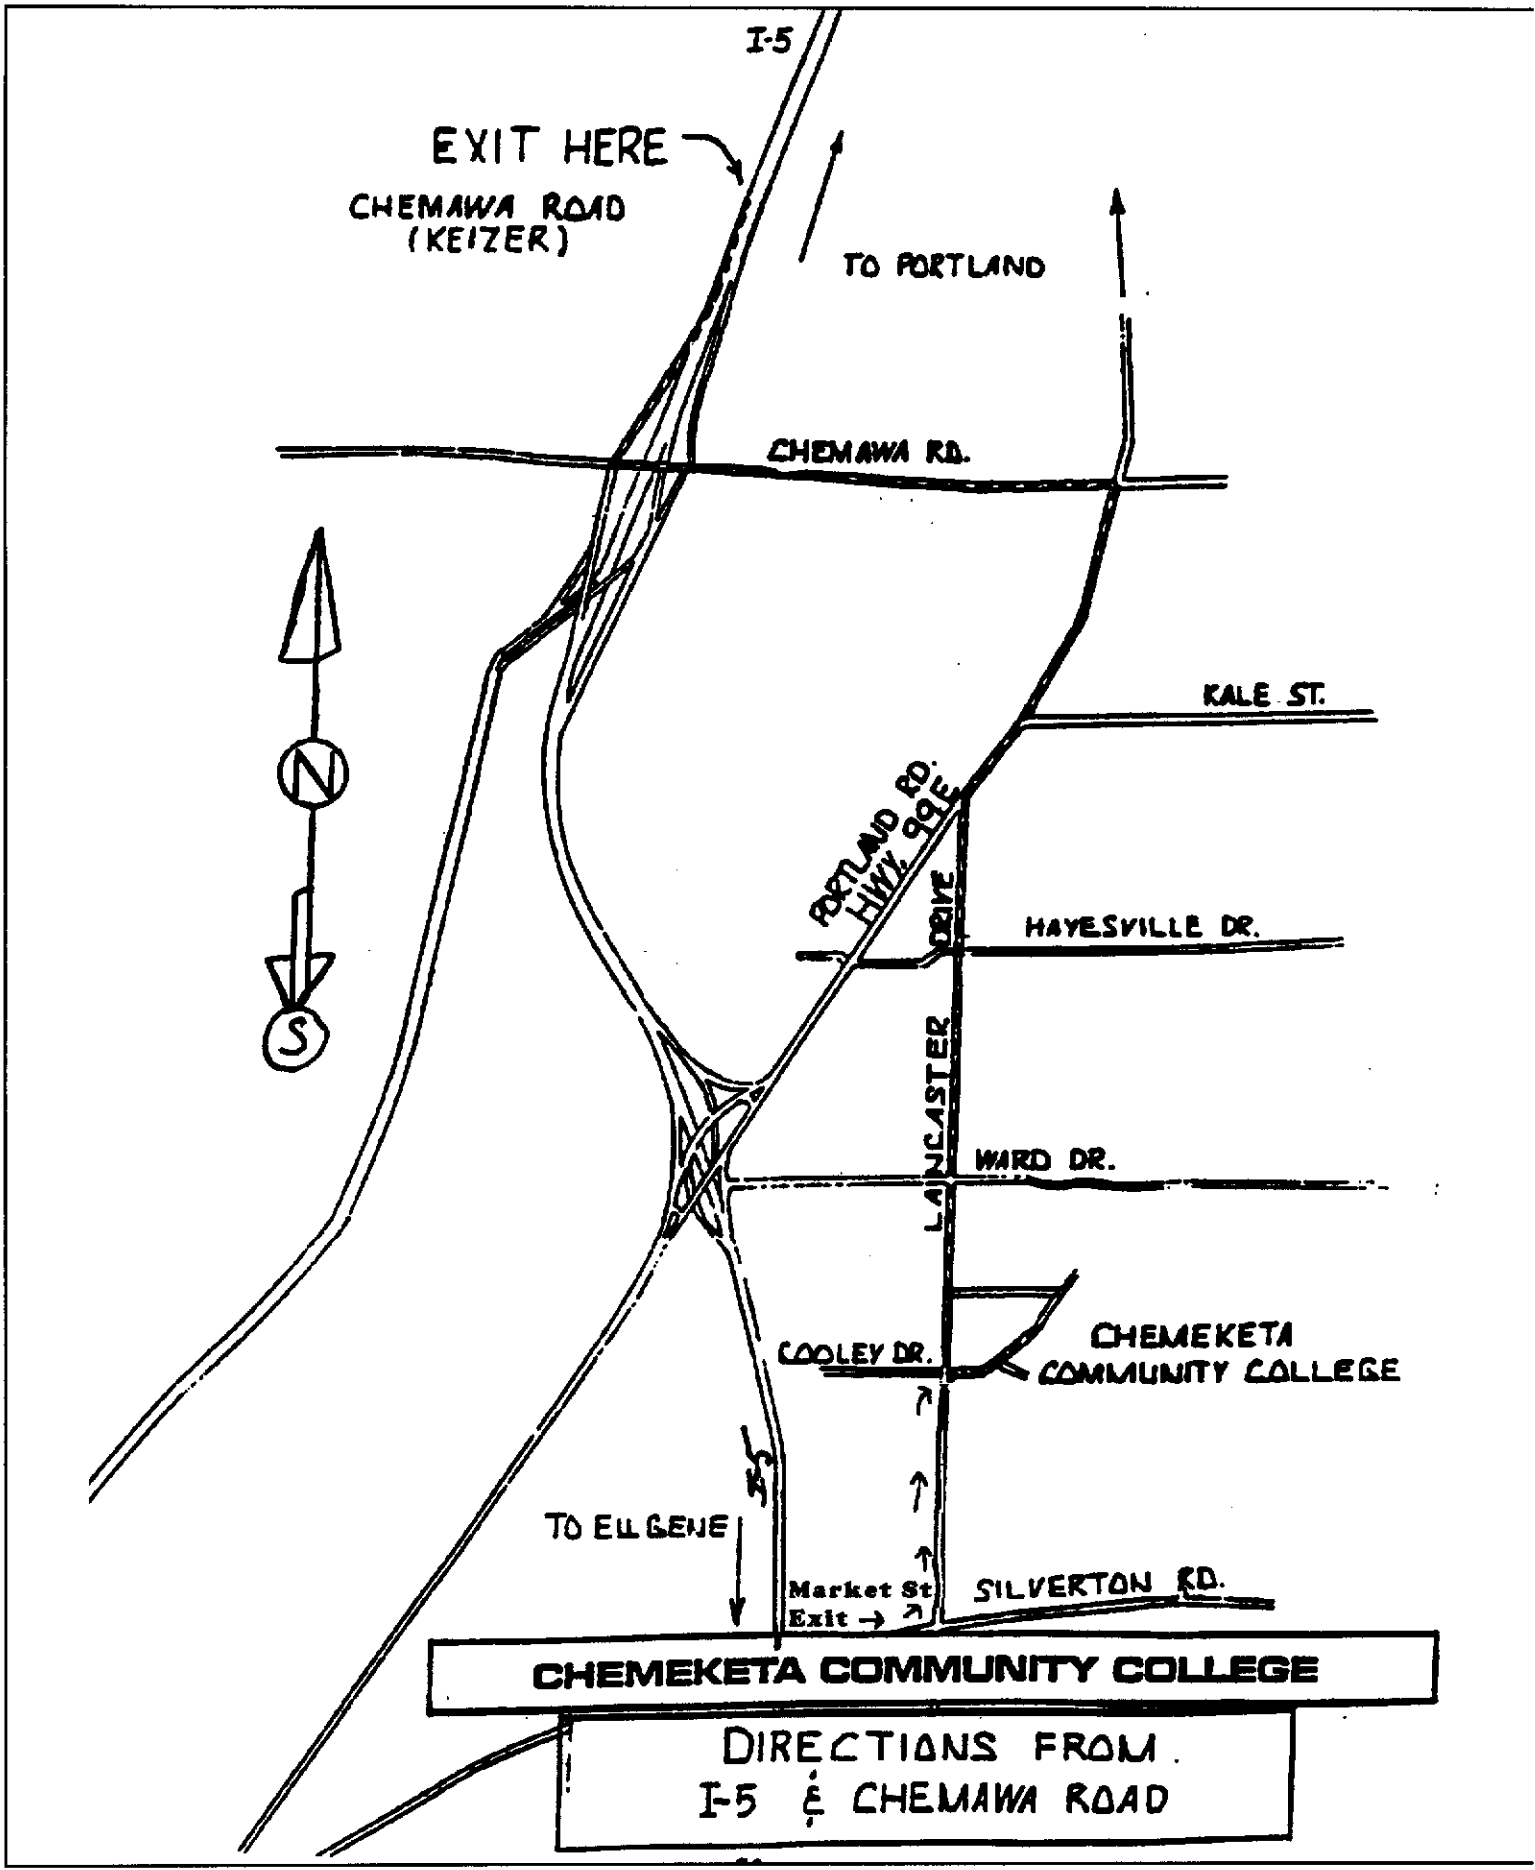 I-5
EXIT HERE
CHEMAWA ROAD
(KEIZER)
TO PORTLAND
CHEMAWA RD.
KALE ST.
N
PORTLAND RD.
HWY. 99E
LANCASTER DRIVE
HAYESVILLE DR.
S
WARD DR.
COOLEY DR.
CHEMEKETA
COMMUNITY COLLEGE
I-5
TO EUGENE
Market St
Exit
SILVERTON RD.
CHEMEKETA COMMUNITY COLLEGE
DIRECTIONS FROM
I-5 & CHEMAWA ROAD